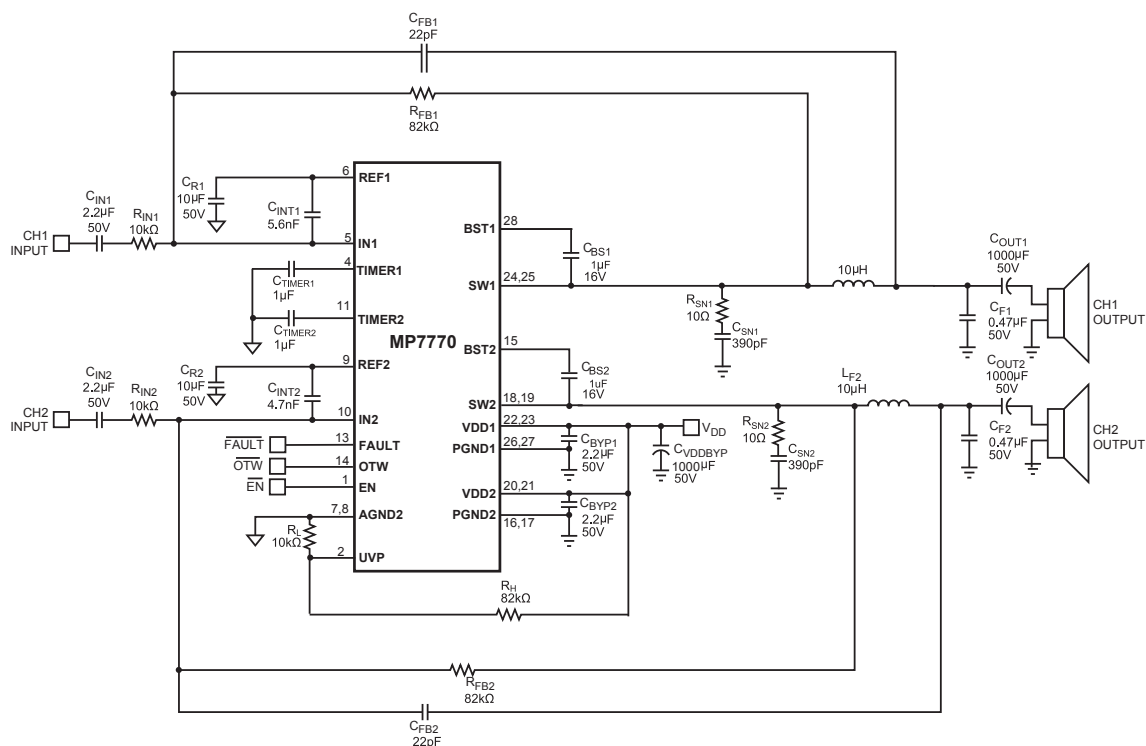 CFB1
22pF
RFB1
82kΩ
CR1
10µF
50V
6
REF1
CINT1
5.6nF
CIN1
2.2µF
50V
RIN1
10kΩ
CH1
INPUT
5
IN1
4
TIMER1
CTIMER1
1µF
11
TIMER2
CTIMER2
1µF
MP7770
28
BST1
CBS1
1µF
16V
24,25
SW1
RSN1
10Ω
CSN1
390pF
10µH
COUT1
1000µF
50V
CF1
0.47µF
50V
CH1
OUTPUT
15
BST2
CBS2
1uF
16V
18,19
SW2
LF2
10µH
COUT2
1000µF
50V
CF2
0.47µF
50V
CH2
OUTPUT
RSN2
10Ω
CSN2
390pF
9
REF2
CR2
10µF
50V
CINT2
4.7nF
CIN2
2.2µF
50V
RIN2
10kΩ
CH2
INPUT
10
IN2
22,23
VDD1
VDD
13
FAULT
FAULT
26,27
PGND1
CBYP1
2.2µF
50V
CVDDBYP
1000µF
50V
14
OTW
OTW
1
EN
EN
20,21
VDD2
CBYP2
2.2µF
50V
7,8
AGND2
PGND2
16,17
RL
10kΩ
2
UVP
RH
82kΩ
RFB2
82kΩ
CFB2
22pF